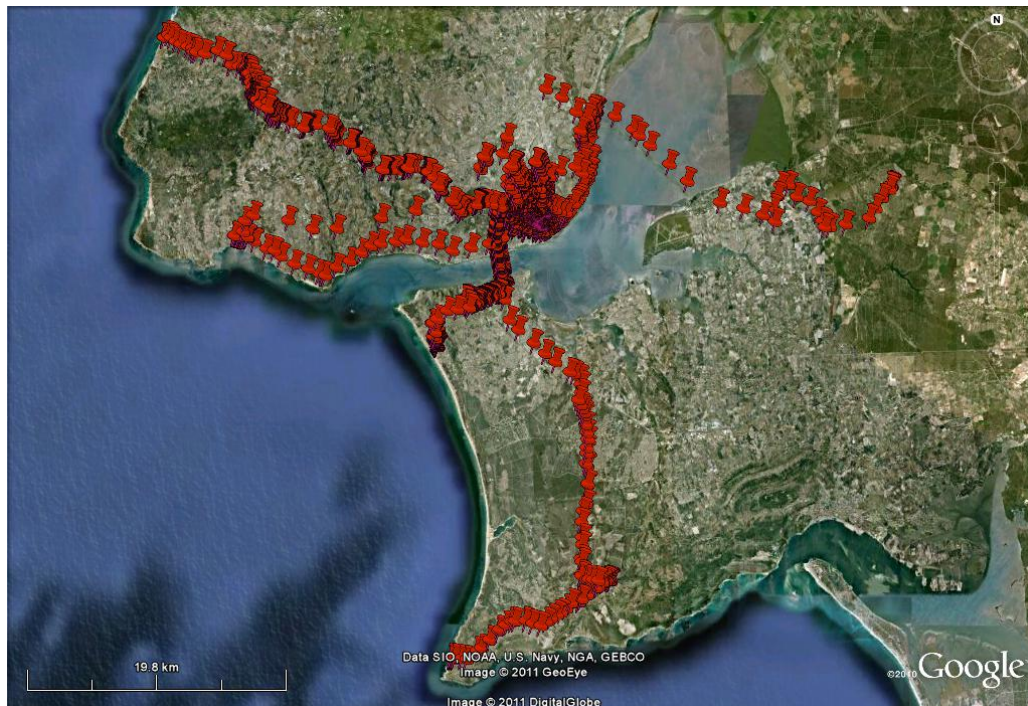 N
19.8 km
Data SIO, NOAA, U.S. Navy, NGA, GEBCO
Image © 2011 GeoEye
©2010 Google
Image © 2011 DigitalGlobe